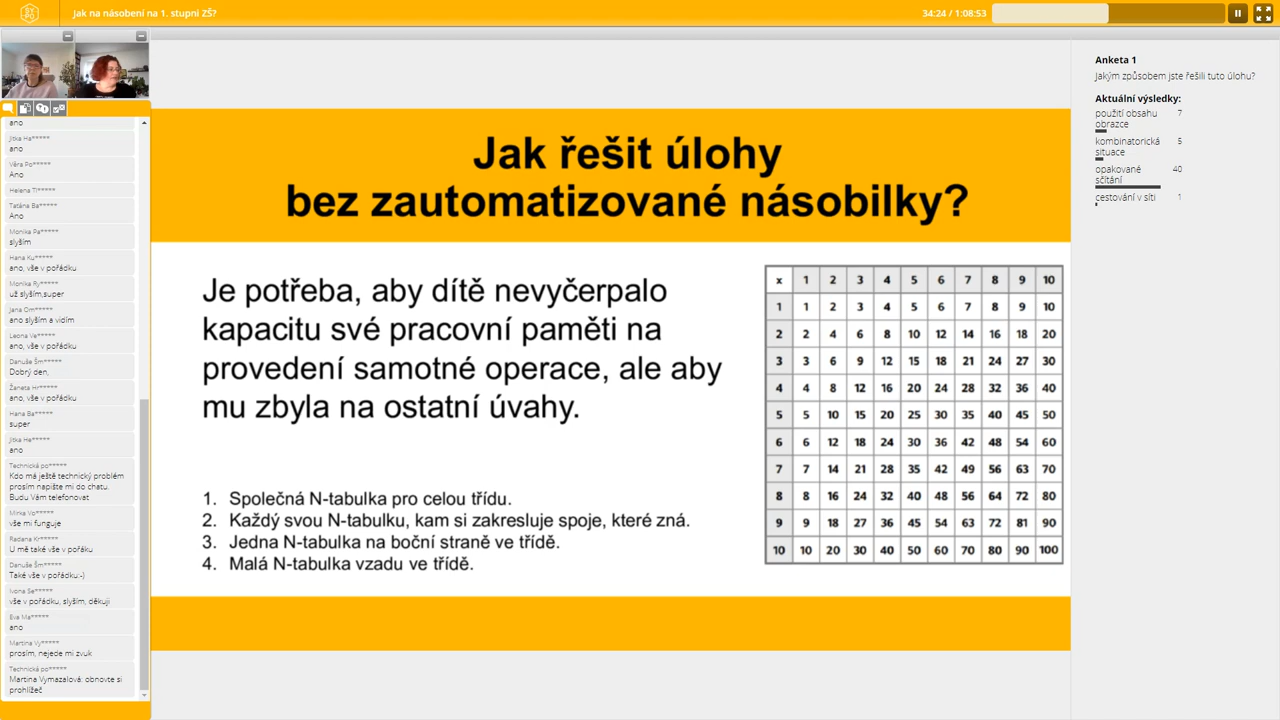 SYPO
Jak na násobení na 1. stupni ZŠ?
34:24 / 1:08:53
ano
Jitka Ha*****
ano
Věra Po*****
Ano
Helena Tl*****
Taťána Ba*****
Ano
Monika Pa*****
slyším
Hana Ku*****
ano, vše v pořádku
Monika Ry*****
už slyším,super
Jana Om*****
ano slyším a vidím
Leona Ve*****
ano, vše v pořádku
Danuše Šm*****
Dobrý den,
Žaneta Hr*****
ano, vše v pořádku
Hana Ba*****
super
Jitka He*****
ano
Technická po*****
Kdo má ještě technický problém
prosím napište mi do chatu.
Budu Vám telefonovat
Mirka Vo*****
vše mi funguje
Radana Kr*****
U mě také vše v pořáku
Danuše Šm*****
Také vše v pořádku:-)
Ivona Se*****
vše v pořádku, slyším, děkuji
Eva Ma*****
ano
Martina Vy*****
prosím, nejede mi zvuk
Technická po*****
Martina Vymazalová: obnovte si
prohlížeč
Jak řešit úlohy
bez zautomatizované násobilky?
Je potřeba, aby dítě nevyčerpalo
kapacitu své pracovní paměti na
provedení samotné operace, ale aby
mu zbyla na ostatní úvahy.
1. Společná N-tabulka pro celou třídu.
2. Každý svou N-tabulku, kam si zakresluje spoje, které zná.
3. Jedna N-tabulka na boční straně ve třídě.
4. Malá N-tabulka vzadu ve třídě.
x 1 2 3 4 5 6 7 8 9 10
1 1 2 3 4 5 6 7 8 9 10
2 2 4 6 8 10 12 14 16 18 20
3 3 6 9 12 15 18 21 24 27 30
4 4 8 12 16 20 24 28 32 36 40
5 5 10 15 20 25 30 35 40 45 50
6 6 12 18 24 30 36 42 48 54 60
7 7 14 21 28 35 42 49 56 63 70
8 8 16 24 32 40 48 56 64 72 80
9 9 18 27 36 45 54 63 72 81 90
10 10 20 30 40 50 60 70 80 90 100
Anketa 1
Jakým způsobem jste řešili tuto úlohu?
Aktuální výsledky:
použití obsahu 7
obrazce
kombinatorická 5
situace
opakované 40
sčítání
cestování v síti 1